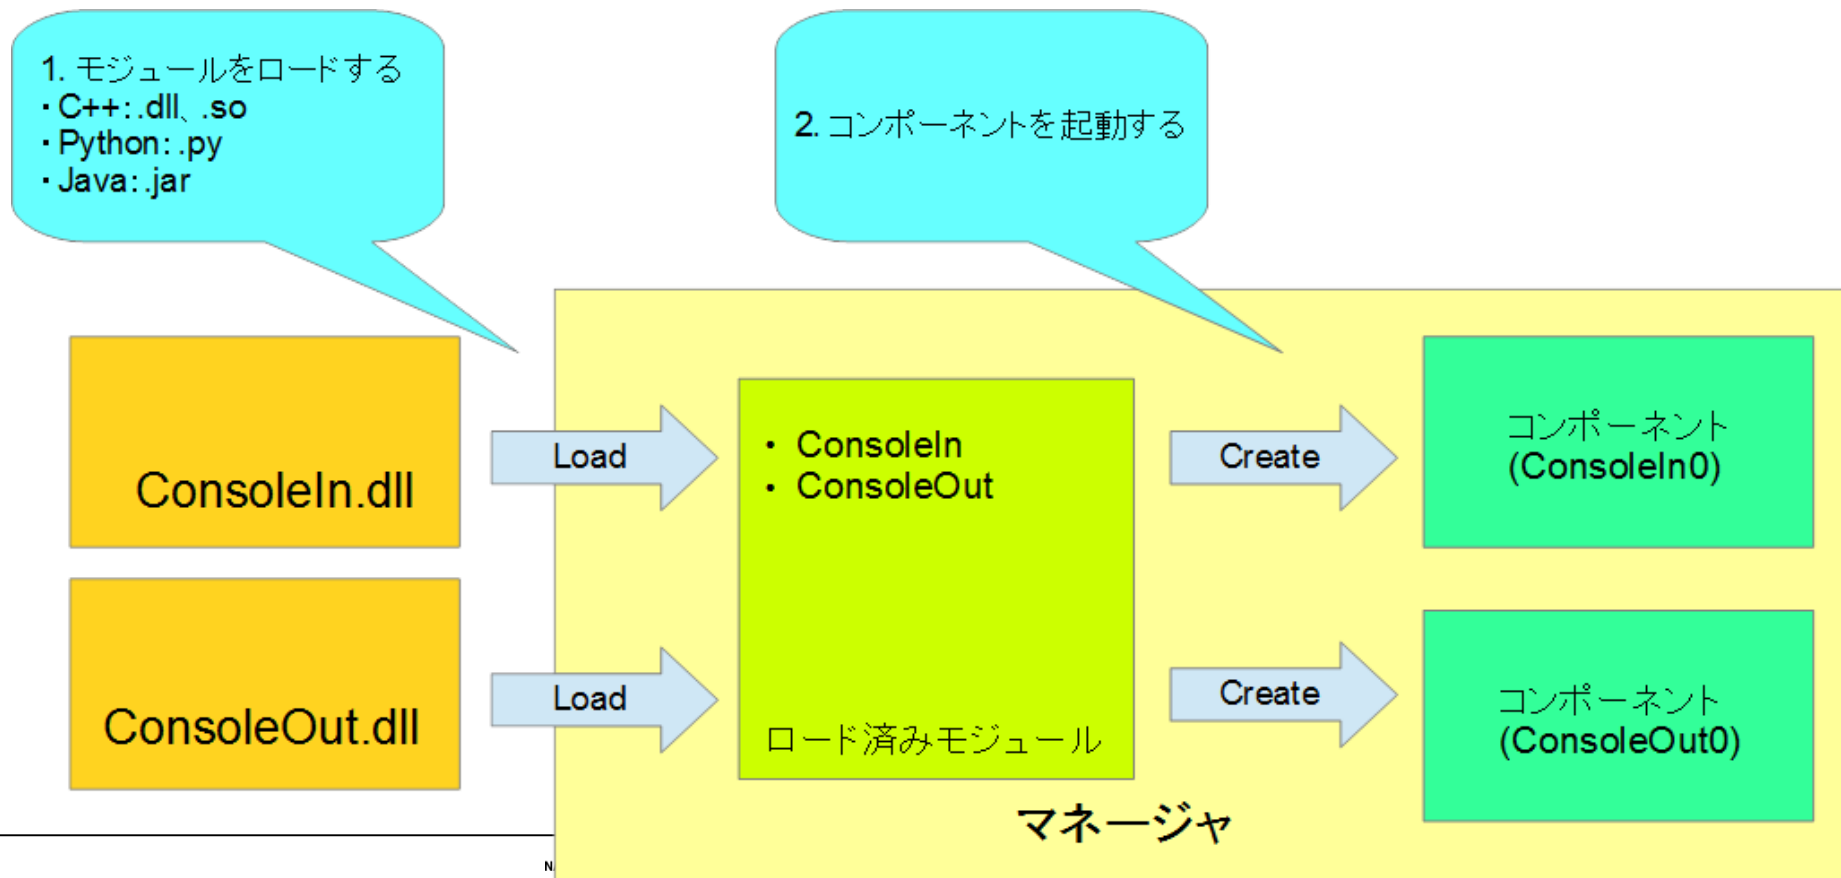 1. モジュールをロードする
・C++：.dll、.so
・Python：.py
・Java：.jar
2. コンポーネントを起動する
ConsoleIn.dll
Load
・ ConsoleIn
・ ConsoleOut
Create
コンポーネント
(ConsoleIn0)
ConsoleOut.dll
Load
ロード済みモジュール
Create
コンポーネント
(ConsoleOut0)
マネージャ